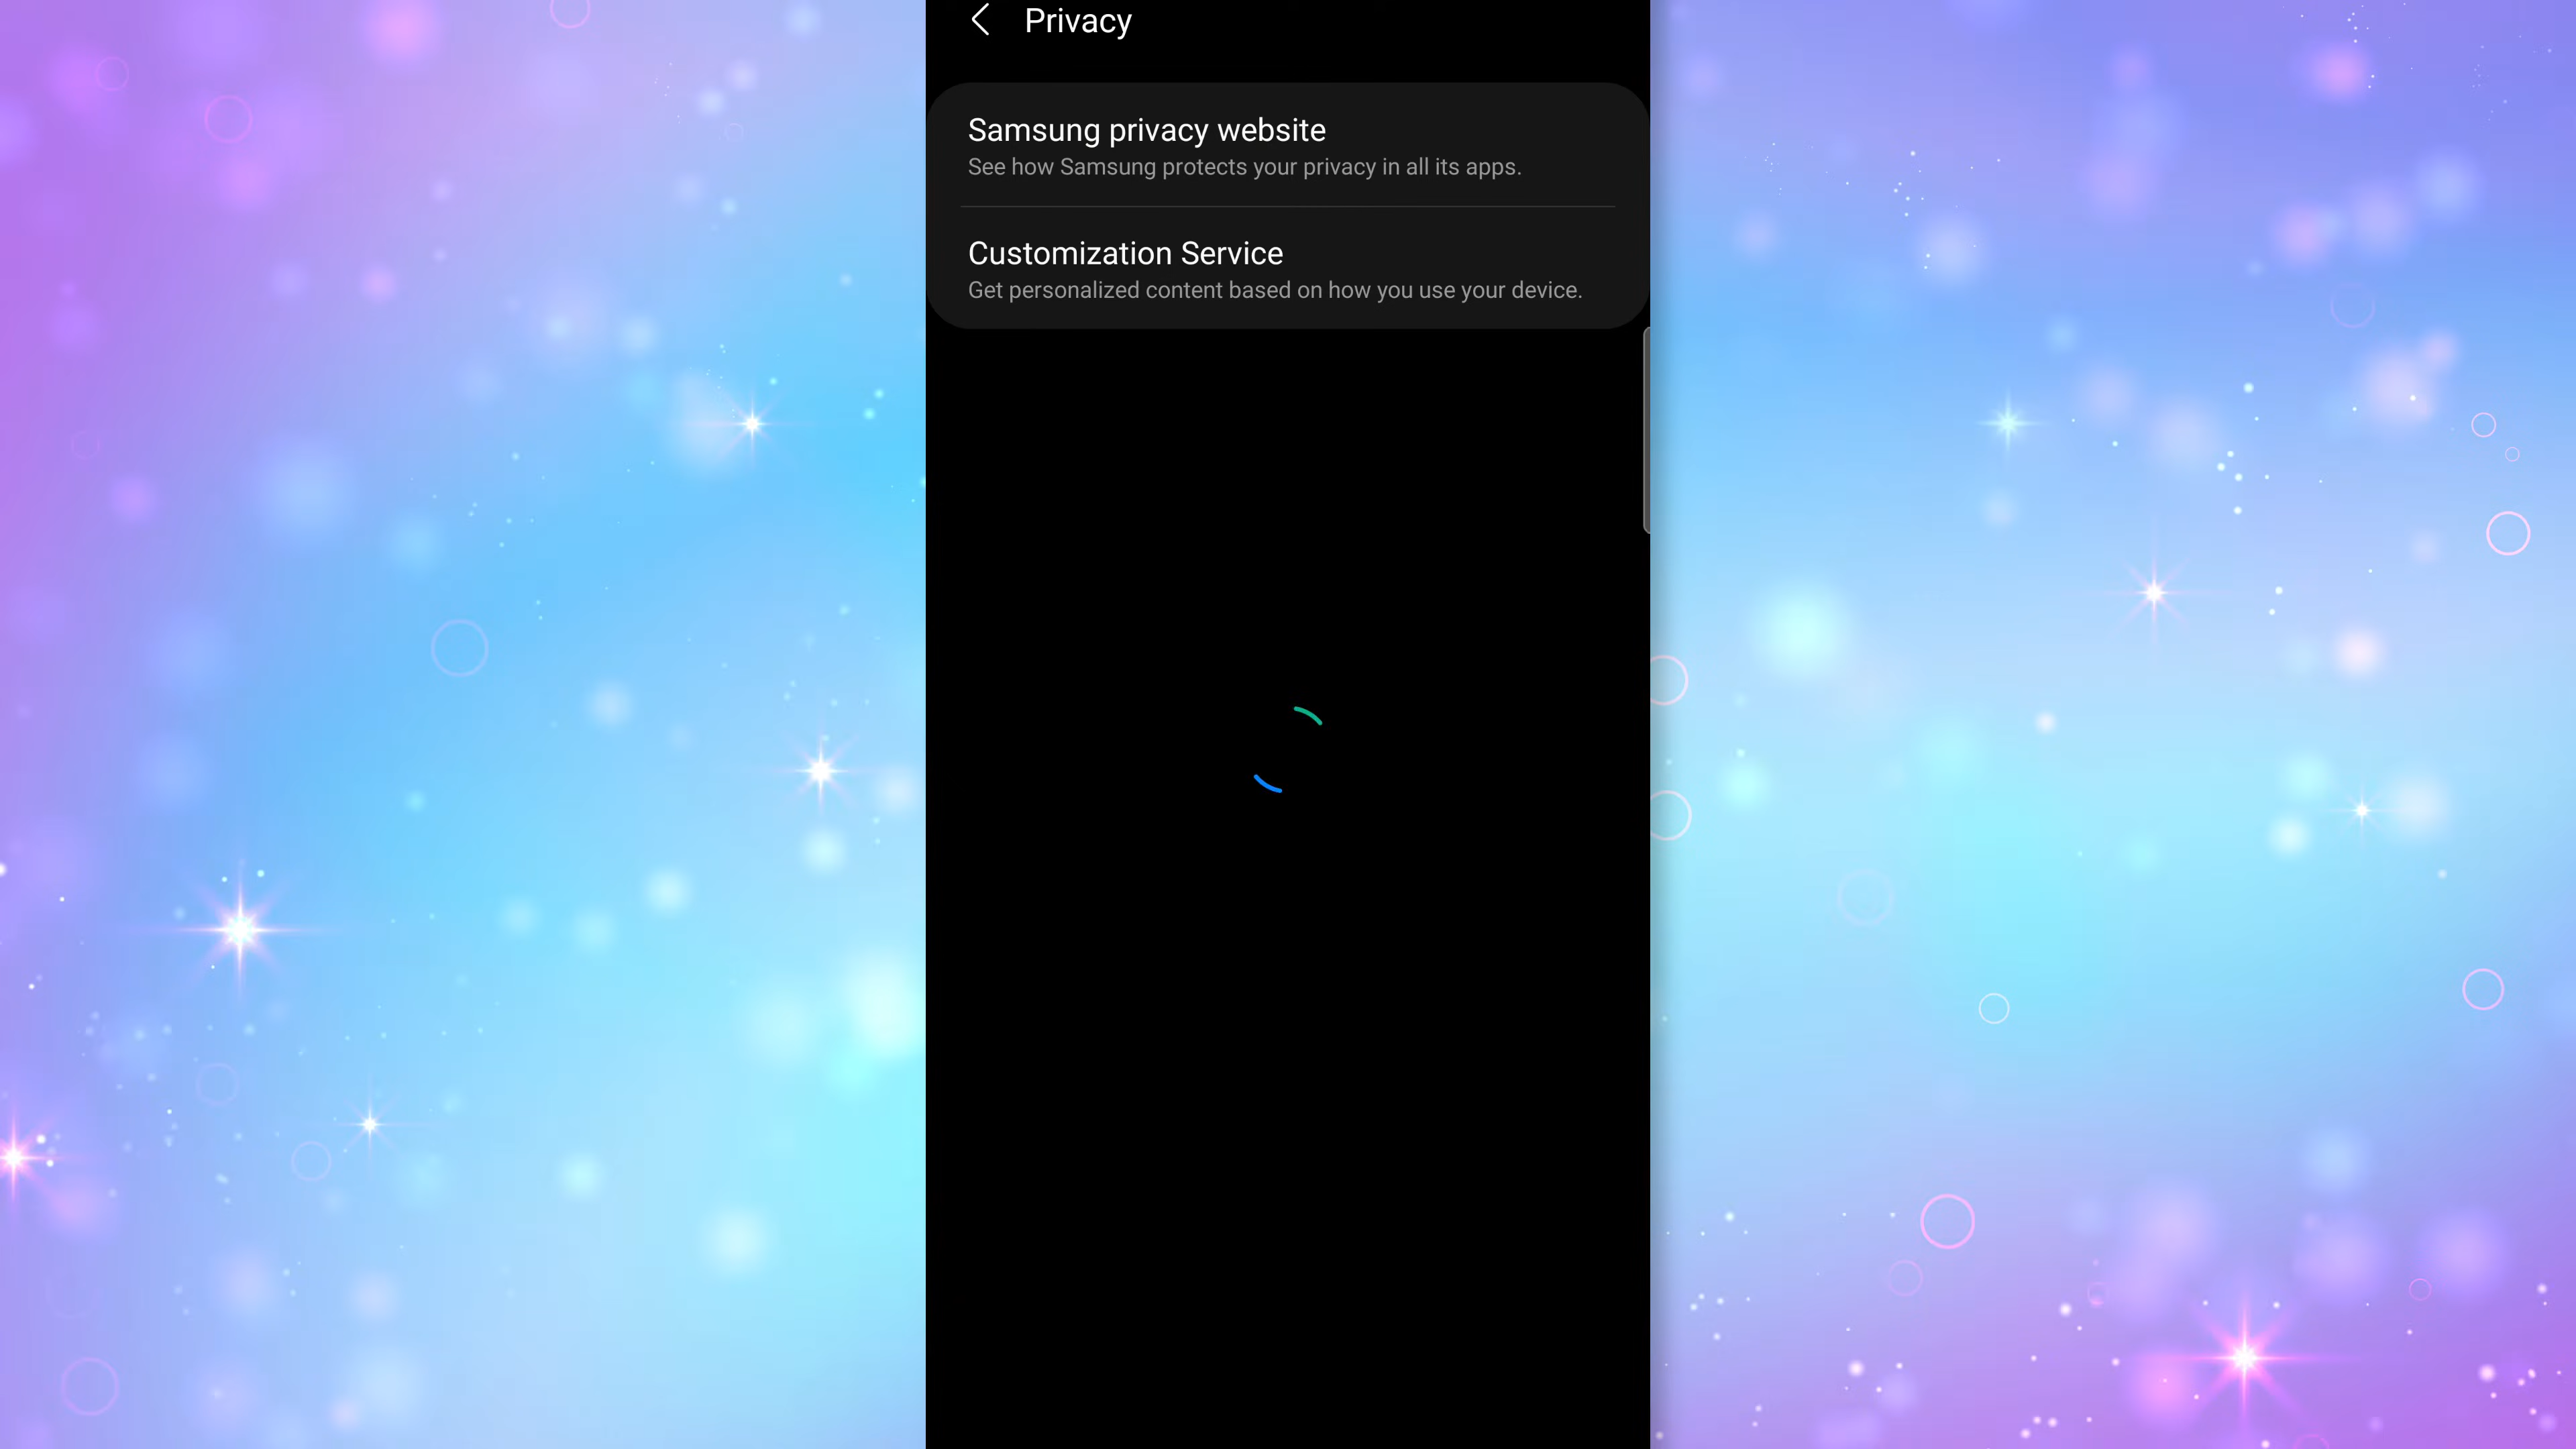 Privacy
Samsung privacy website
See how Samsung protects your privacy in all its apps.
Customization Service
Get personalized content based on how you use your device.